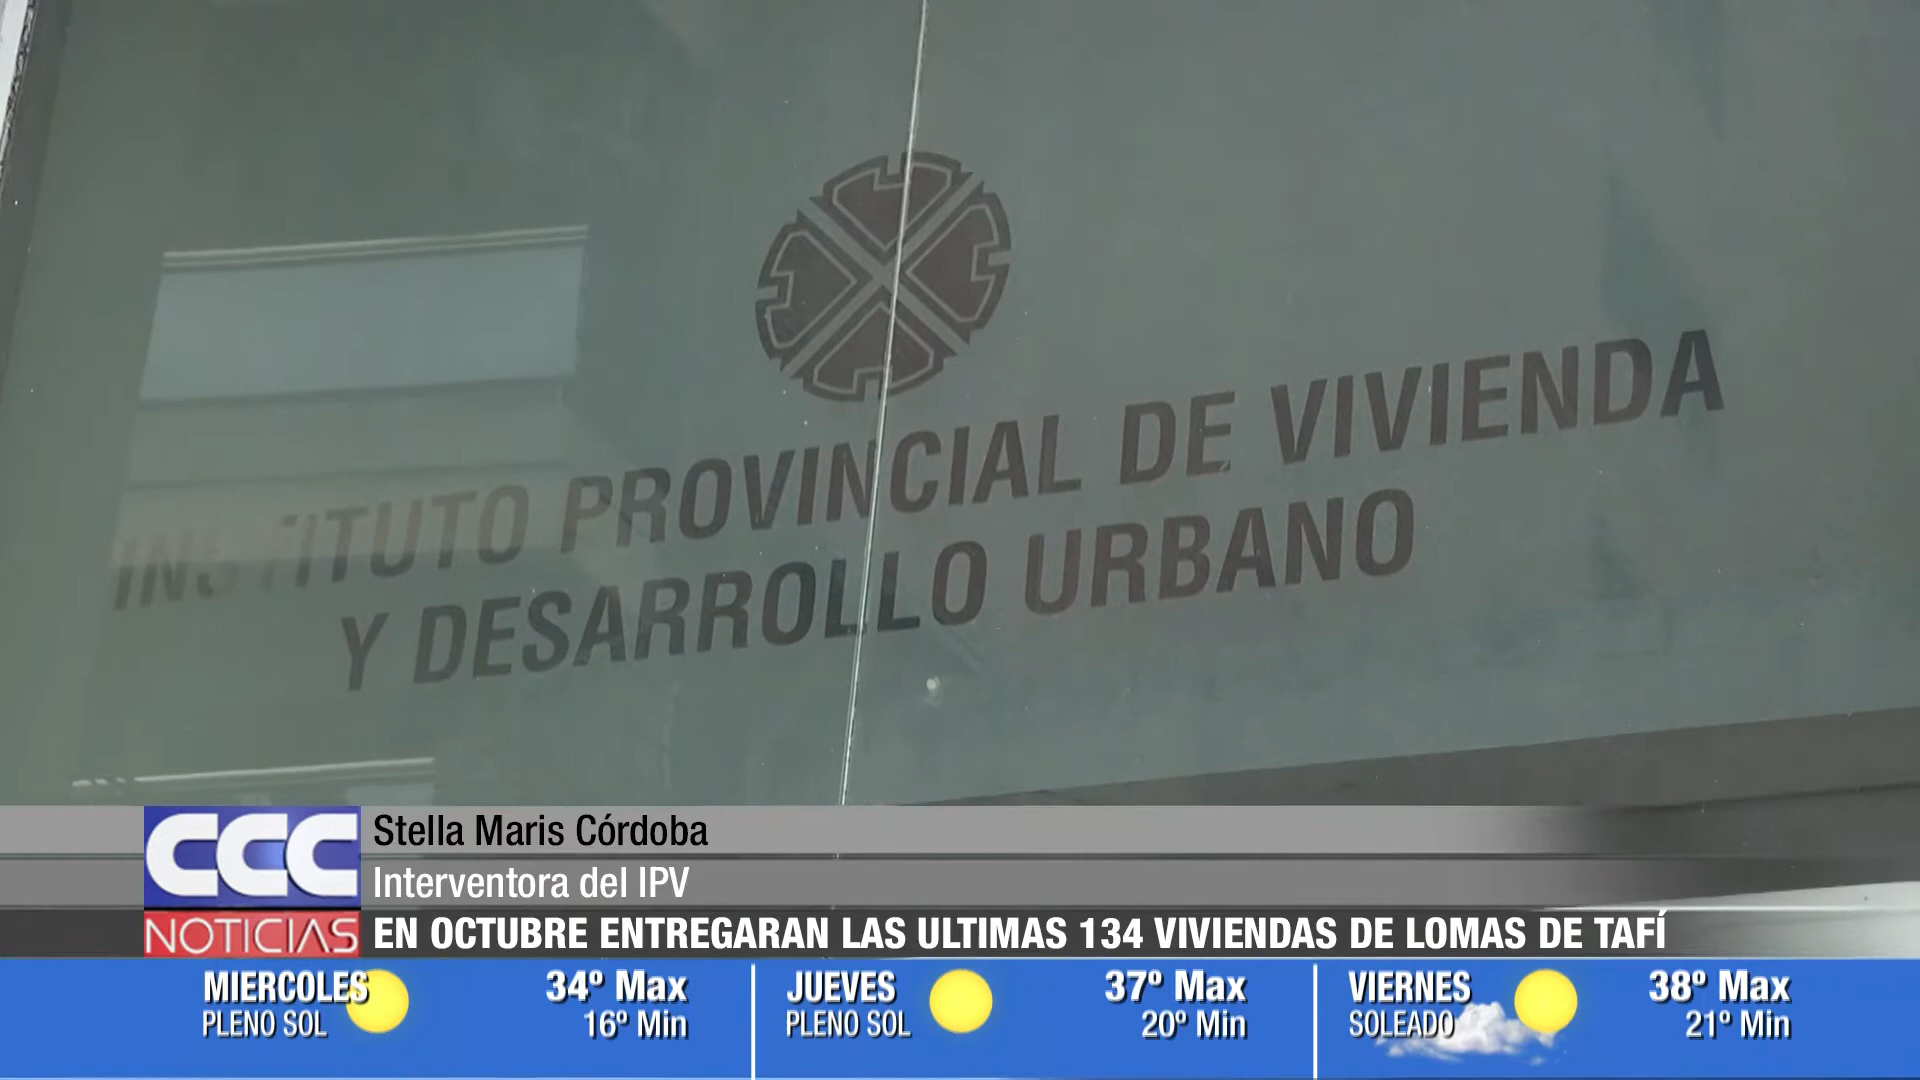 INSTITUTO PROVINCIAL DE VIVIENDA
Y DESARROLLO URBANO
CCC
NOTICIAS
Stella Maris Córdoba
Interventora del IPV
EN OCTUBRE ENTREGARAN LAS ULTIMAS 134 VIVIENDAS DE LOMAS DE TAFÍ
MIERCOLES
PLENO SOL
34º Max
16º Min
JUEVES
PLENO SOL
37º Max
20º Min
VIERNES
SOLEADO
38º Max
21º Min